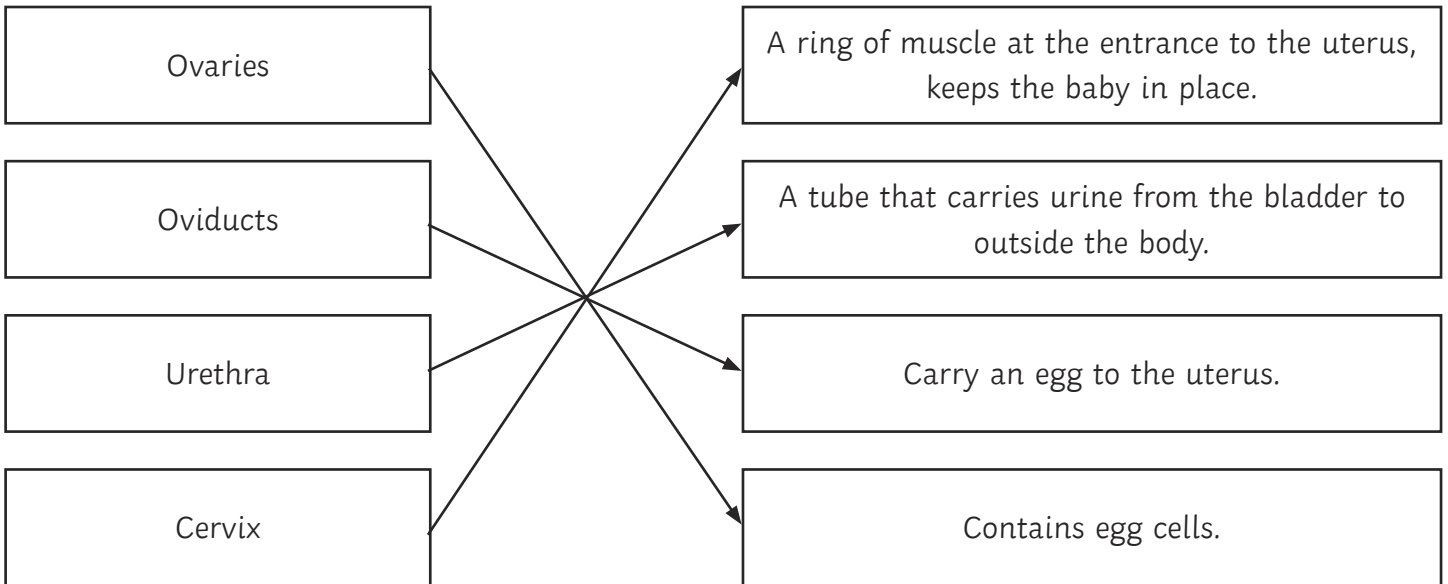 Ovaries
A ring of muscle at the entrance to the uterus,
keeps the baby in place.
Oviducts
A tube that carries urine from the bladder to
outside the body.
Urethra
Carry an egg to the uterus.
Cervix
Contains egg cells.